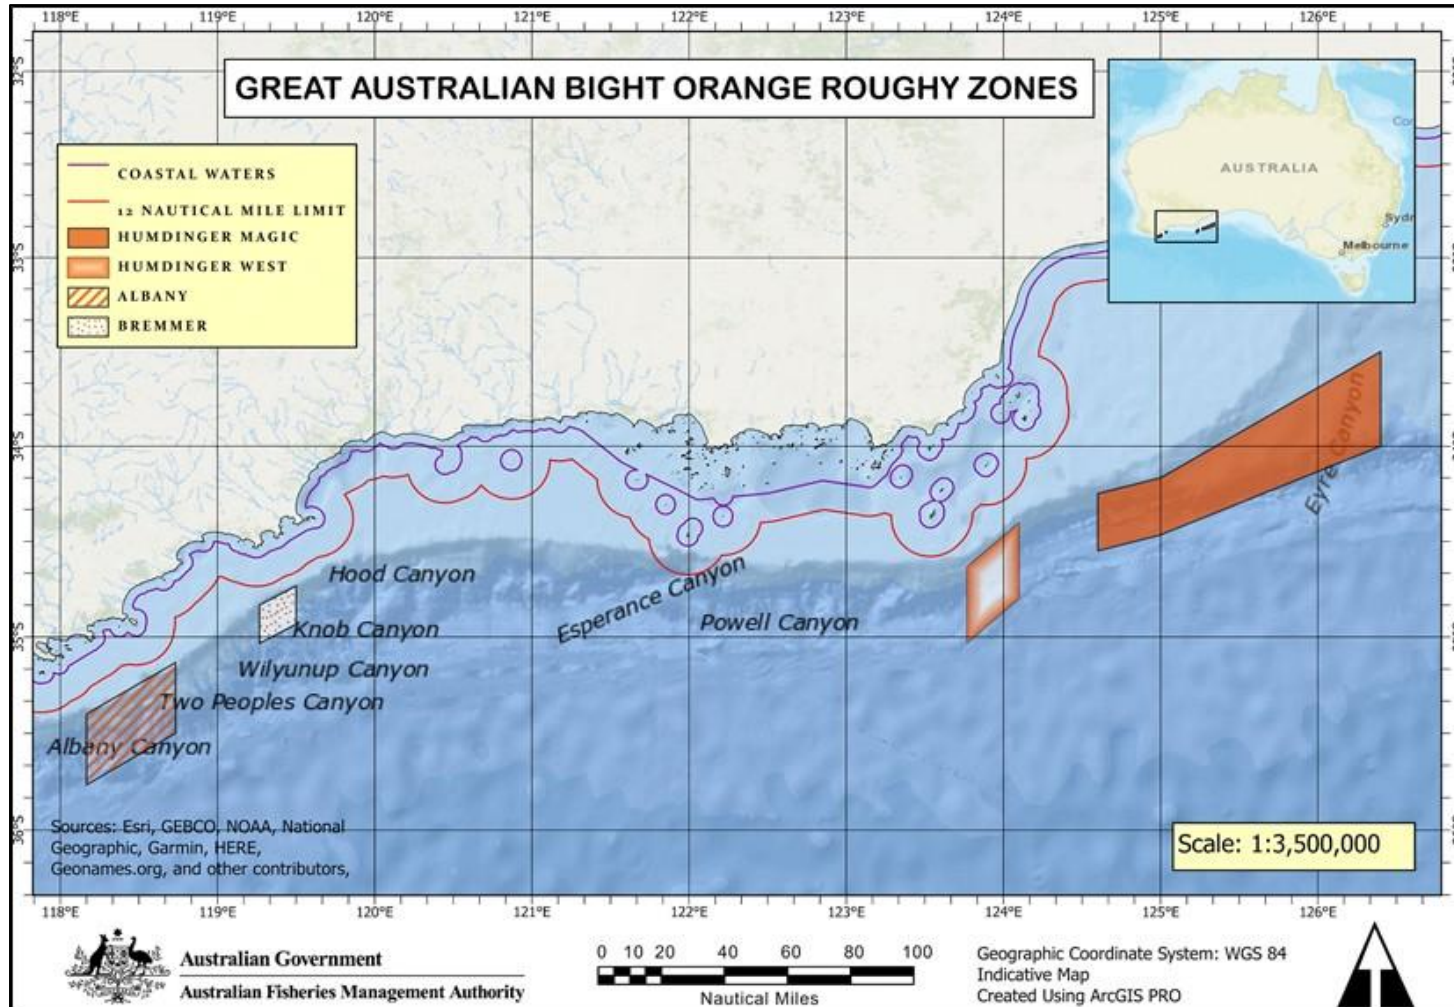 118°E 119°E 120°E 121°E 122°E 123°E 124°E 125°E 126°E
32°S
GREAT AUSTRALIAN BIGHT ORANGE ROUGHY ZONES
COASTAL WATERS
12 NAUTICAL MILE LIMIT
HUMDINGER MAGIC
HUMDINGER WEST
ALBANY
BREMMER
AUSTRALIA
Sydn
Melbourne
33°S
34°S
35°S
36°S
Eyre Canyon
Hood Canyon
Esperance Canyon
Knob Canyon
Powell Canyon
Wilyunup Canyon
Two Peoples Canyon
Albany Canyon
Sources: Esri, GEBCO, NOAA, National
Geographic, Garmin, HERE,
Geonames.org, and other contributors,
Scale: 1:3,500,000
118°E 119°E 120°E 121°E 122°E 123°E 124°E 125°E 126°E
Australian Government
Australian Fisheries Management Authority
0 10 20 40 60 80 100
Nautical Miles
Geographic Coordinate System: WGS 84
Indicative Map
Created Using ArcGIS PRO